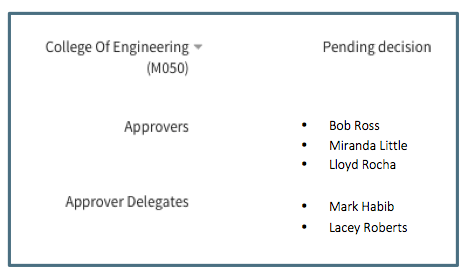 College Of Engineering Pending decision
(M050)
Approvers • Bob Ross
• Miranda Little
• Lloyd Rocha
Approver Delegates • Mark Habib
• Lacey Roberts